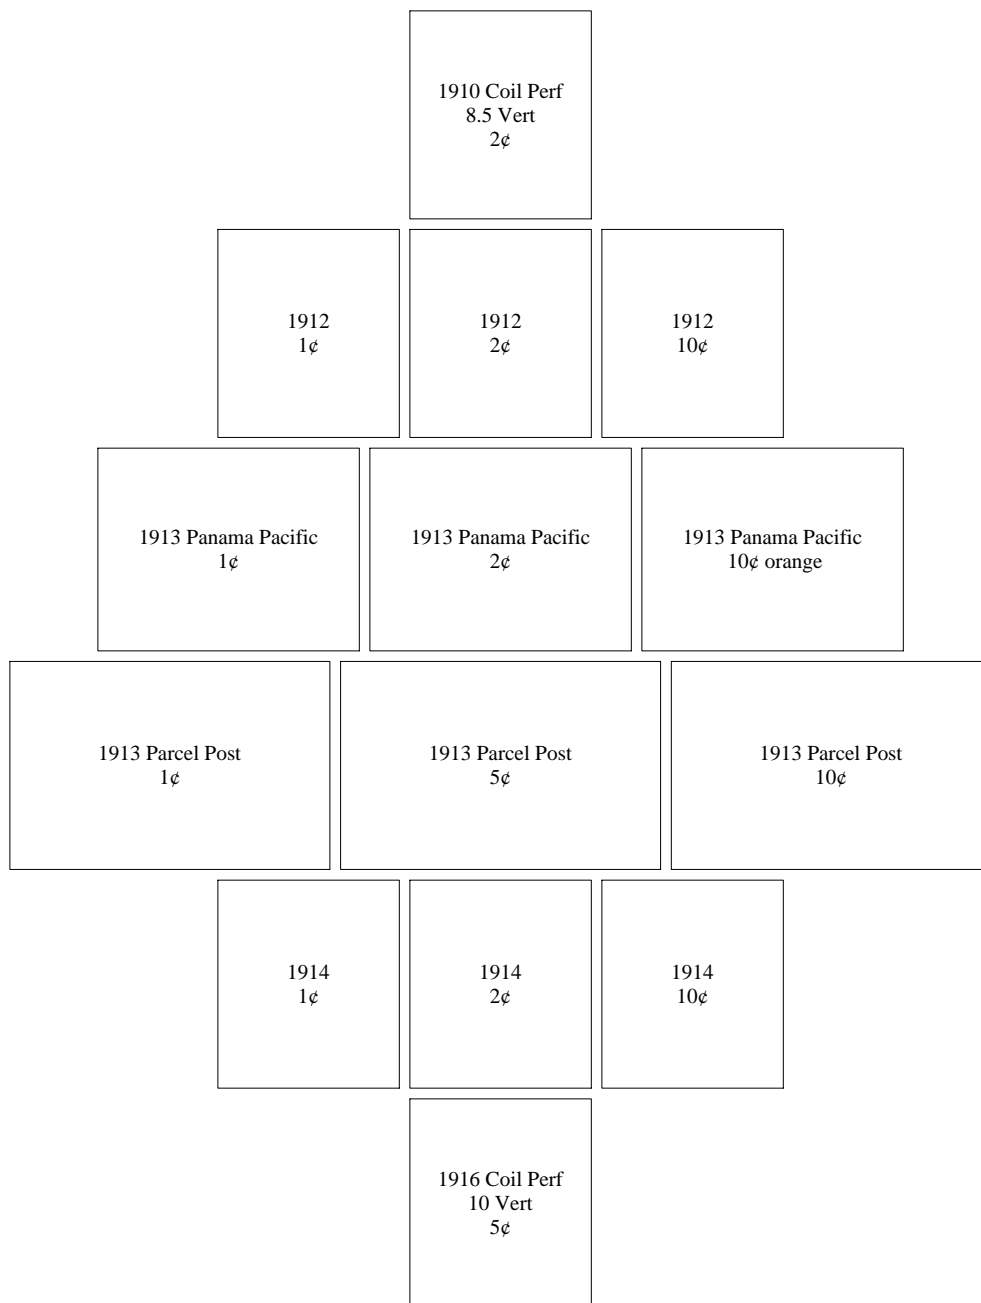 1910 Coil Perf
8.5 Vert
2¢
1912
1¢
1912
2¢
1912
10¢
1913 Panama Pacific
1¢
1913 Panama Pacific
2¢
1913 Panama Pacific
10¢ orange
1913 Parcel Post
1¢
1913 Parcel Post
5¢
1913 Parcel Post
10¢
1914
1¢
1914
2¢
1914
10¢
1916 Coil Perf
10 Vert
5¢